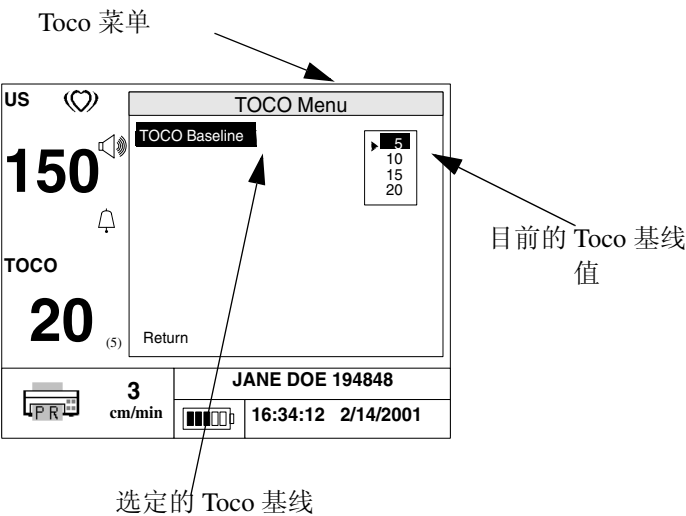 Toco 菜单
US
TOCO Menu
TOCO Baseline
150
5
10
15
20
目前的 Toco 基线
值
TOCO
20
(5)
Return
PR
3
cm/min
JANE DOE 194848
16:34:12 2/14/2001
选定的 Toco 基线